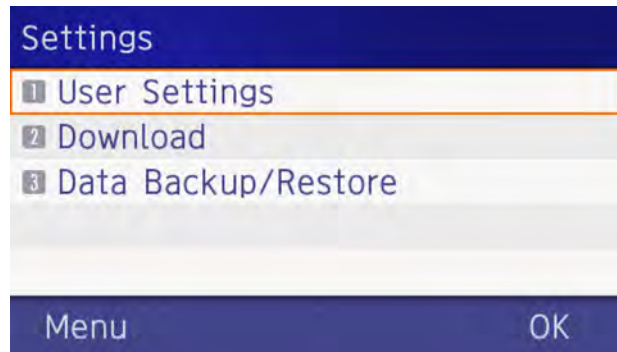 Settings
1 User Settings
2 Download
3 Data Backup/Restore
Menu OK